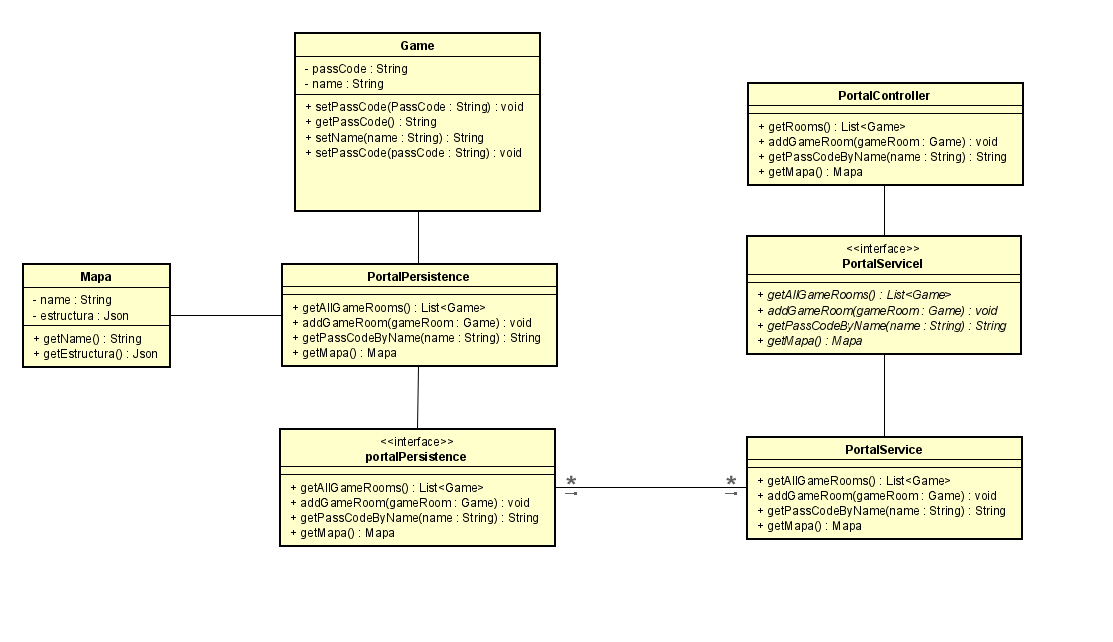 Game
- passCode : String
- name : String
+ setPassCode(PassCode : String) : void
+ getPassCode() : String
+ setName(name : String) : String
+ setPassCode(passCode : String) : void
PortalController
+ getRooms() : List<Game>
+ addGameRoom(gameRoom : Game) : void
+ getPassCodeByName(name : String) : String
+ getMapa() : Mapa
Mapa
- name : String
- estructura : Json
+ getName() : String
+ getEstructura() : Json
PortalPersistence
+ getAllGameRooms() : List<Game>
+ addGameRoom(gameRoom : Game) : void
+ getPassCodeByName(name : String) : String
+ getMapa() : Mapa
<<interface>>
PortalServiceI
+ getAllGameRooms() : List<Game>
+ addGameRoom(gameRoom : Game) : void
+ getPassCodeByName(name : String) : String
+ getMapa() : Mapa
<<interface>>
portalPersistence
+ getAllGameRooms() : List<Game>
+ addGameRoom(gameRoom : Game) : void
+ getPassCodeByName(name : String) : String
+ getMapa() : Mapa
* *
PortalService
+ getAllGameRooms() : List<Game>
+ addGameRoom(gameRoom : Game) : void
+ getPassCodeByName(name : String) : String
+ getMapa() : Mapa